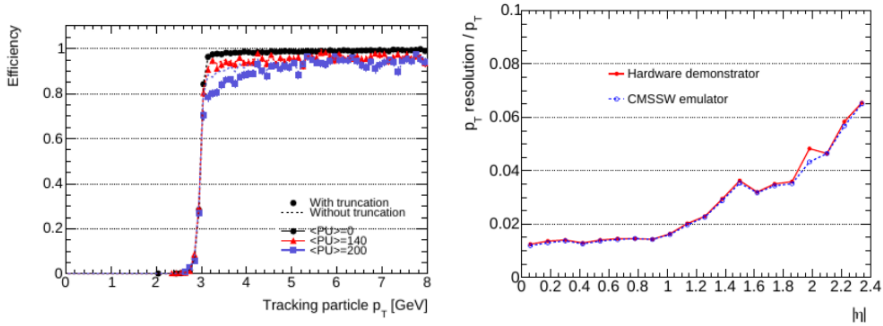 Efficiency
1
0.8
0.6
0.4
0.2
0
With truncation
Without truncation
<PU>=0
<PU>=140
<PU>=200
0 1 2 3 4 5 6 7 8
Tracking particle p_T [GeV]
p_T resolution / p_T
0.1
0.08
0.06
0.04
0.02
0
Hardware demonstrator
CMSSW emulator
0 0.2 0.4 0.6 0.8 1 1.2 1.4 1.6 1.8 2 2.2 2.4
|η|